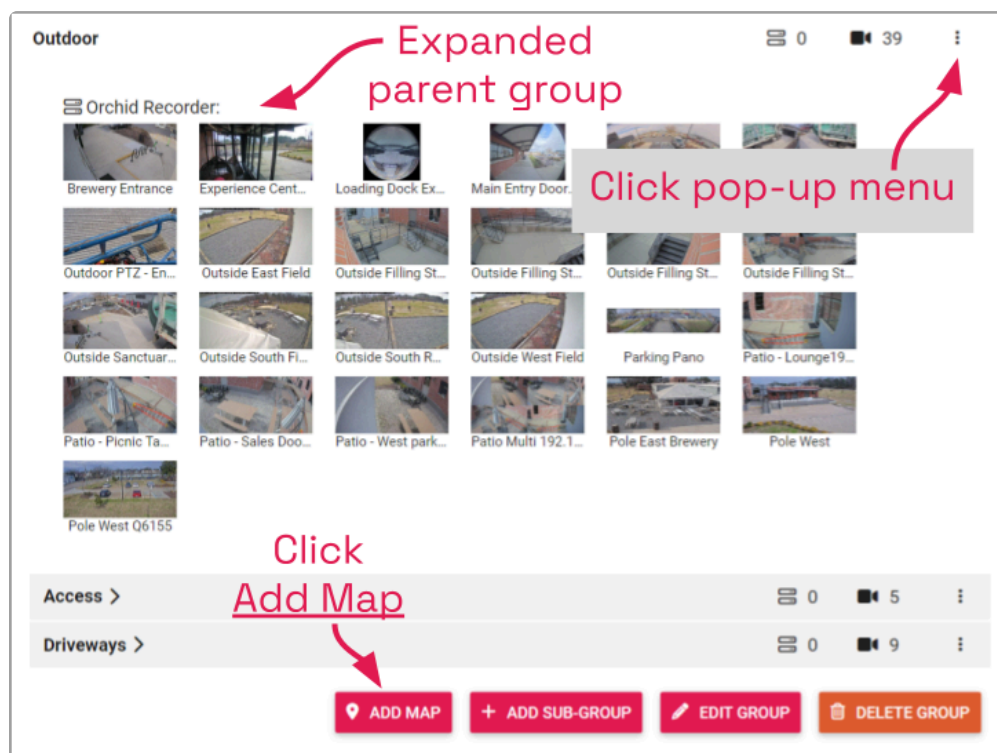 Outdoor
0
39
Expanded
parent group
Orchid Recorder:
Brewery Entrance
Experience Cent...
Loading Dock Ex...
Main Entry Door...
Click pop-up menu
Outdoor PTZ - En...
Outside East Field
Outside Filling St...
Outside Filling St...
Outside Filling St...
Outside Filling St...
Outside Sanctuar...
Outside South Fi...
Outside South R...
Outside West Field
Parking Pano
Patio - Lounge19...
Patio - Picnic Ta...
Patio - Sales Doo...
Patio - West park...
Patio Multi 192.1...
Pole East Brewery
Pole West
Pole West Q6155
Click
Add Map
Access >
0
5
Driveways >
0
9
ADD MAP
+ ADD SUB-GROUP
EDIT GROUP
DELETE GROUP